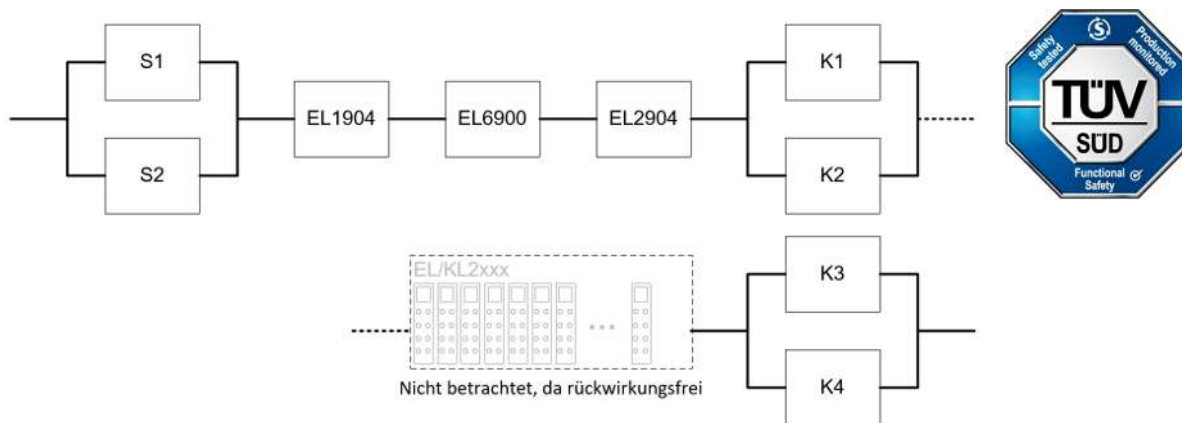 S1
S2
EL1904
EL6900
EL2904
K1
K2
Safety tested
Production monitored
TÜV
SÜD
Functional Safety
EL/KL2xxx
Nicht betrachtet, da rückwirkungsfrei
K3
K4